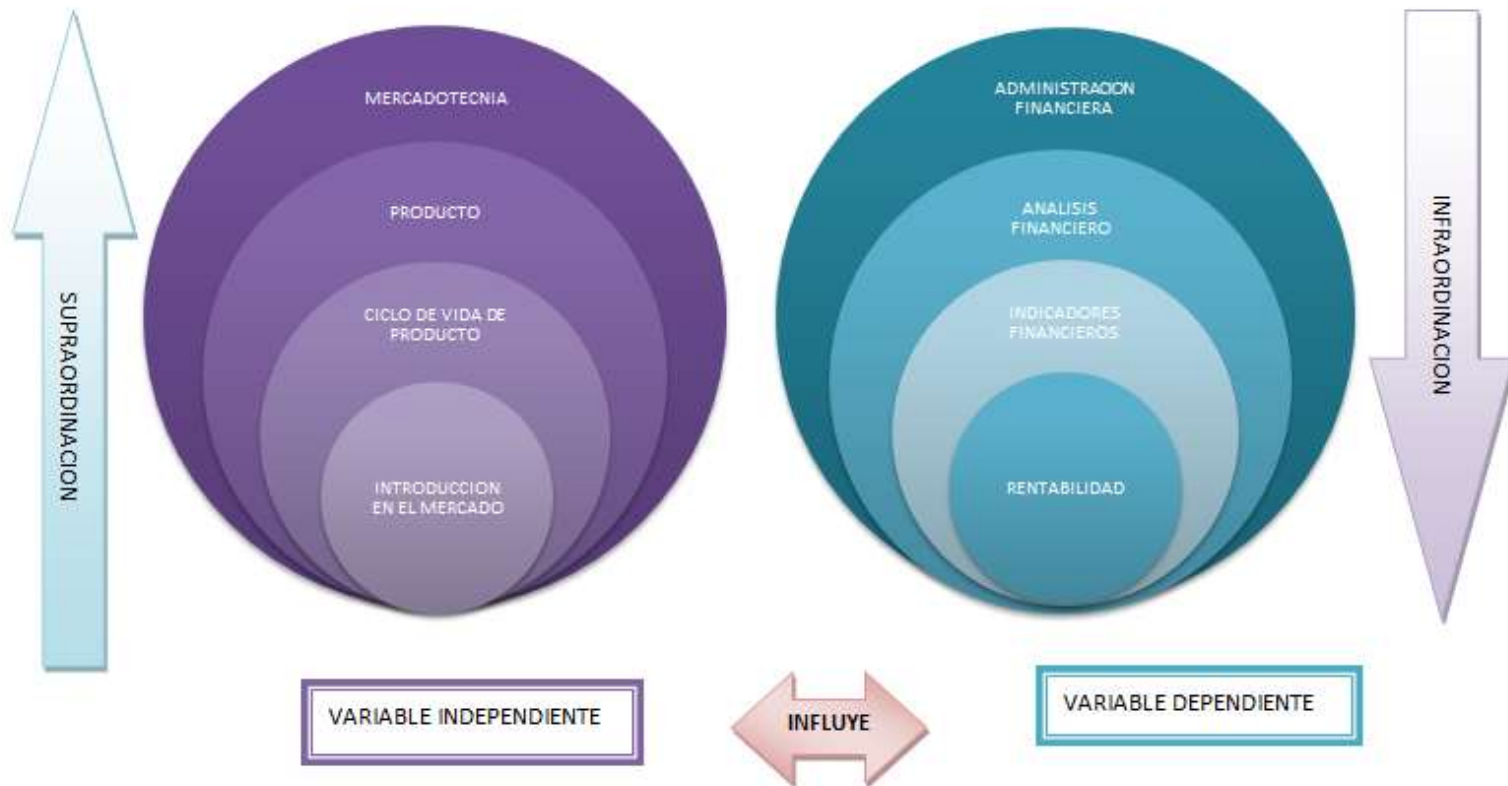 SUPRAORDINACION
MERCADOTECNIA
PRODUCTO
CICLO DE VIDA DE
PRODUCTO
INTRODUCCION
EN EL MERCADO
ADMINISTRACION
FINANCIERA
ANALISIS
FINANCIERO
INDICADORES
FINANCIEROS
RENTABILIDAD
INFRAORDINACION
VARIABLE INDEPENDIENTE
INFLUYE
VARIABLE DEPENDIENTE